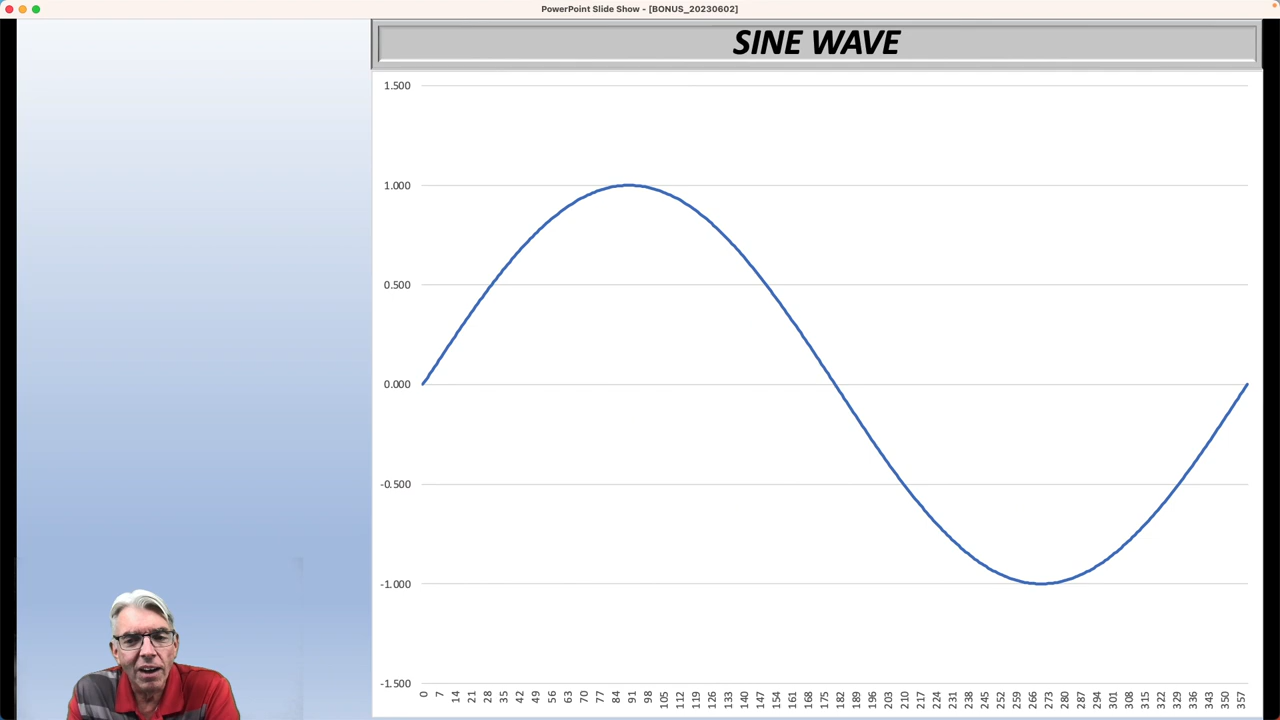 PowerPoint Slide Show - [BONUS_20230602]
SINE WAVE
1.500
1.000
0.500
0.000
-0.500
-1.000
-1.500
0 7 14 21 28 35 42 49 56 63 70 77 84 91 98 105 112 119 126 133 140 147 154 161 168 175 182 189 196 203 210 217 224 231 238 245 252 259 266 273 280 287 294 301 308 315 322 329 336 343 350 357